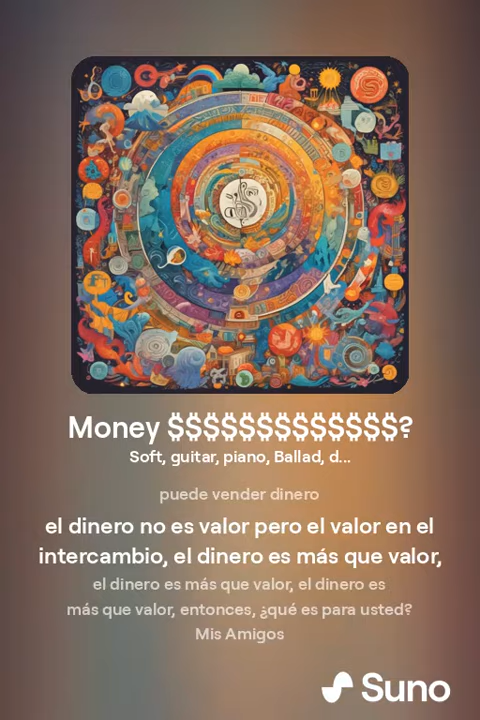 Money $$$$$$$$$$$$$?
Soft, guitar, piano, Ballad, d...
puede vender dinero
el dinero no es valor pero el valor en el
intercambio, el dinero es más que valor,
el dinero es más que valor, el dinero es
más que valor, entonces, ¿qué es para usted?
Mis Amigos
Suno